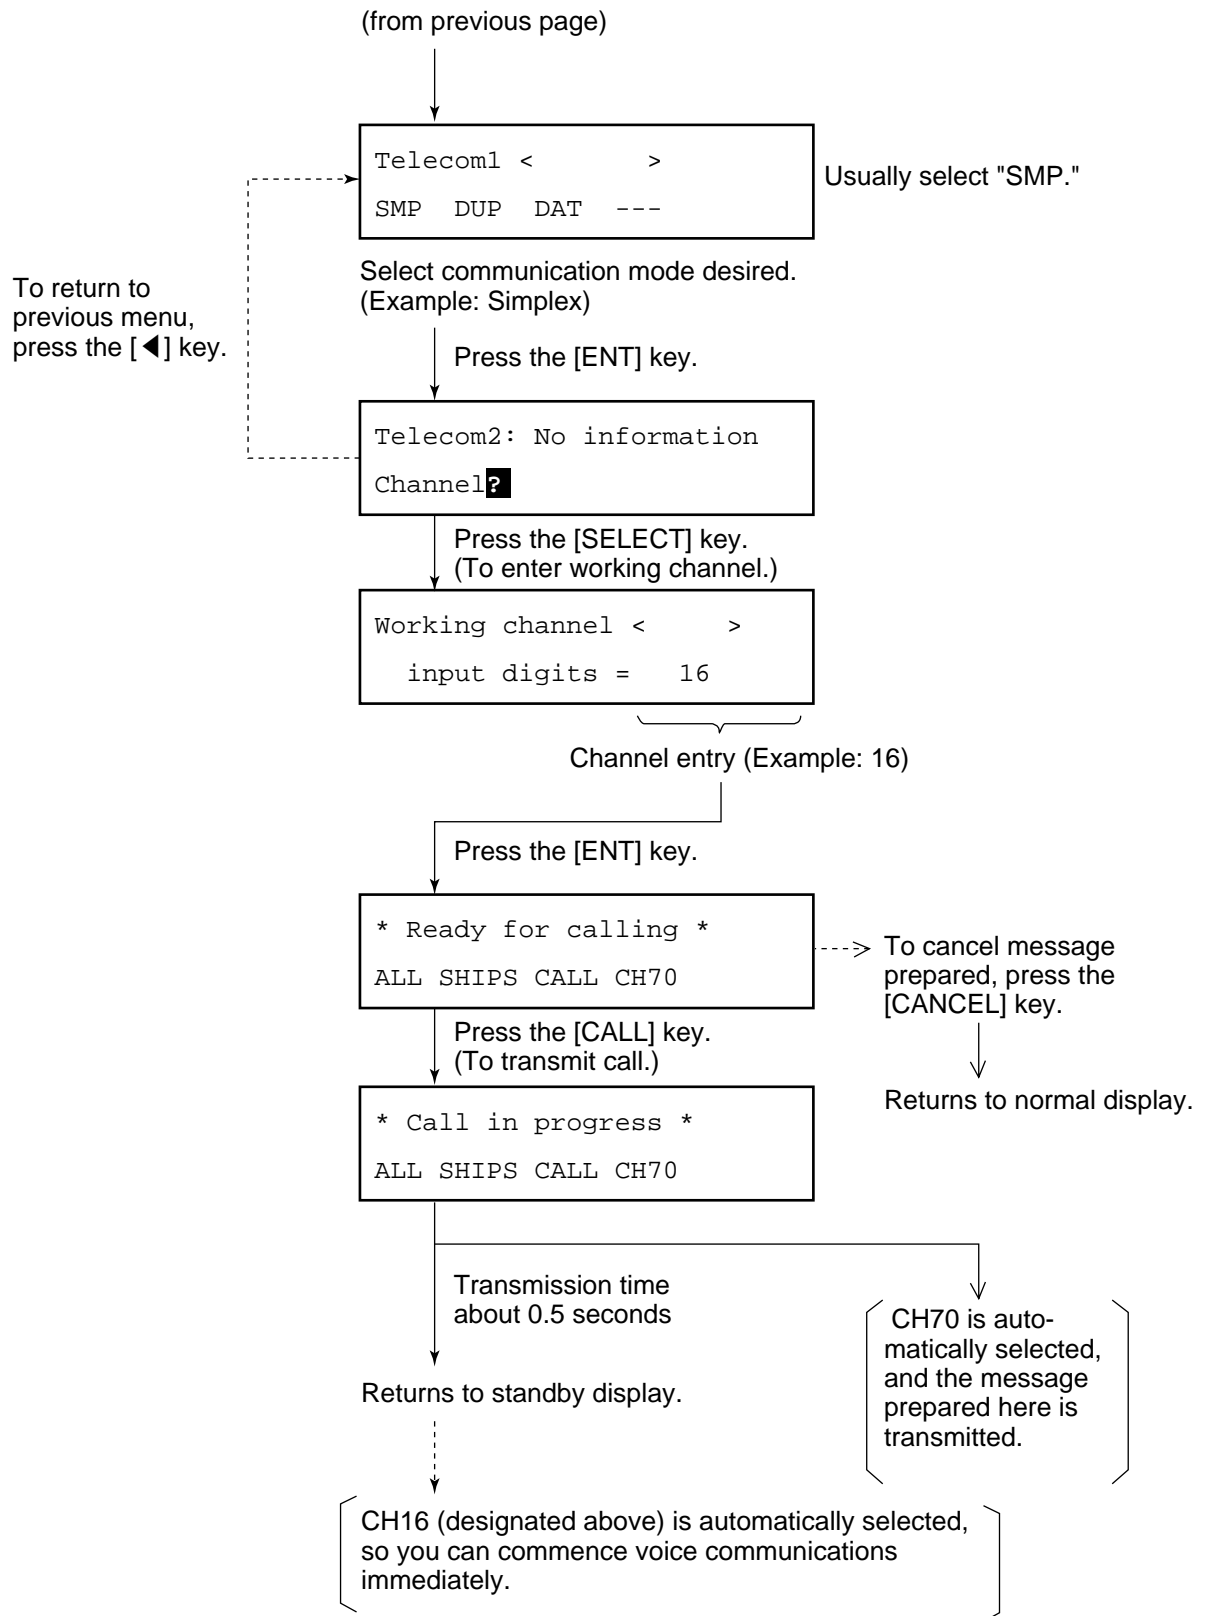 (from previous page)
Telecom1 <       >
SMP  DUP  DAT  ---
Usually select "SMP."
Select communication mode desired.
(Example: Simplex)
To return to
previous menu,
press the [◀] key.
Press the [ENT] key.
Telecom2: No information
Channel?
Press the [SELECT] key.
(To enter working channel.)
Working channel <     >
input digits =   16
Channel entry (Example: 16)
Press the [ENT] key.
* Ready for calling *
ALL SHIPS CALL CH70
To cancel message
prepared, press the
[CANCEL] key.
Returns to normal display.
Press the [CALL] key.
(To transmit call.)
* Call in progress *
ALL SHIPS CALL CH70
Transmission time
about 0.5 seconds
CH70 is auto-
matically selected,
and the message
prepared here is
transmitted.
Returns to standby display.
CH16 (designated above) is automatically selected,
so you can commence voice communications
immediately.